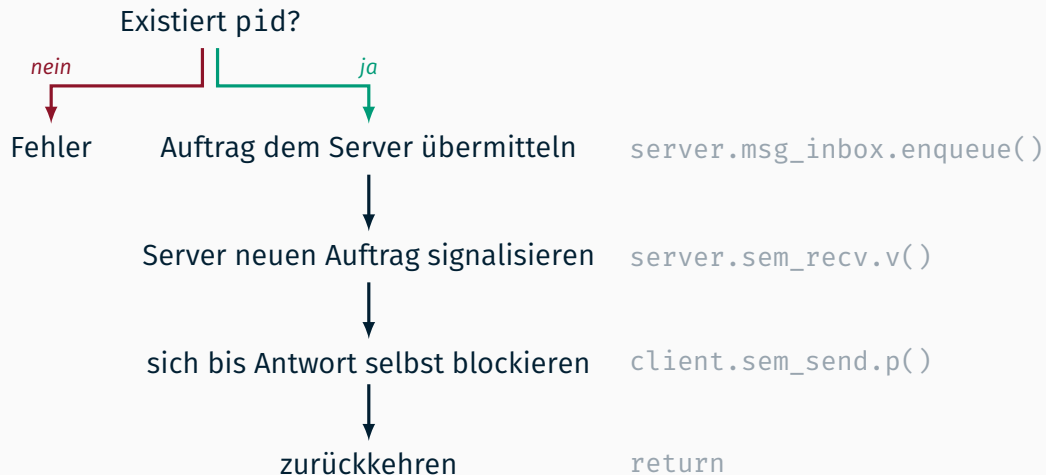 Existiert pid?
nein
ja
Fehler
Auftrag dem Server übermitteln
server.msg_inbox.enqueue()
Server neuen Auftrag signalisieren
server.sem_recv.v()
sich bis Antwort selbst blockieren
client.sem_send.p()
zurückkehren
return